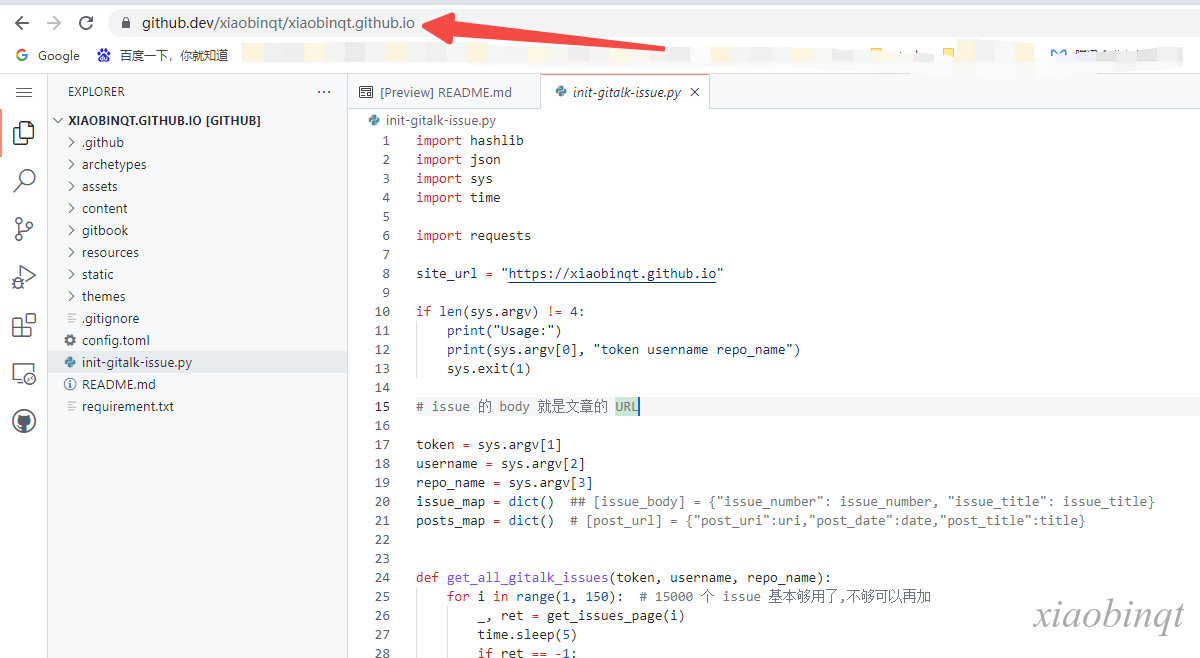 github.dev/xiaobinqt/xiaobinqt.github.io
Google 百度一下，你就知道
EXPLORER ···
[Preview] README.md init-gitalk-issue.py
XIAOBINQT.GITHUB.IO [GITHUB]
.github
archetypes
assets
content
gitbook
resources
static
themes
.gitignore
config.toml
init-gitalk-issue.py
README.md
requirement.txt
init-gitalk-issue.py
1 import hashlib
2 import json
3 import sys
4 import time
5
6 import requests
7
8 site_url = "https://xiaobinqt.github.io"
9
10 if len(sys.argv) != 4:
11 print("Usage:")
12 print(sys.argv[0], "token username repo_name")
13 sys.exit(1)
14
15 # issue 的 body 就是文章的 URL
16
17 token = sys.argv[1]
18 username = sys.argv[2]
19 repo_name = sys.argv[3]
20 issue_map = dict()  ## [issue_body] = {"issue_number": issue_number, "issue_title": issue_title}
21 posts_map = dict()  # [post_url] = {"post_uri":uri,"post_date":date,"post_title":title}
22
23
24 def get_all_gitalk_issues(token, username, repo_name):
25 for i in range(1, 150):  # 15000 个 issue 基本够用了,不够可以再加
26 _, ret = get_issues_page(i)
27 time.sleep(5)
28 if ret == -1:
xiaobinqt